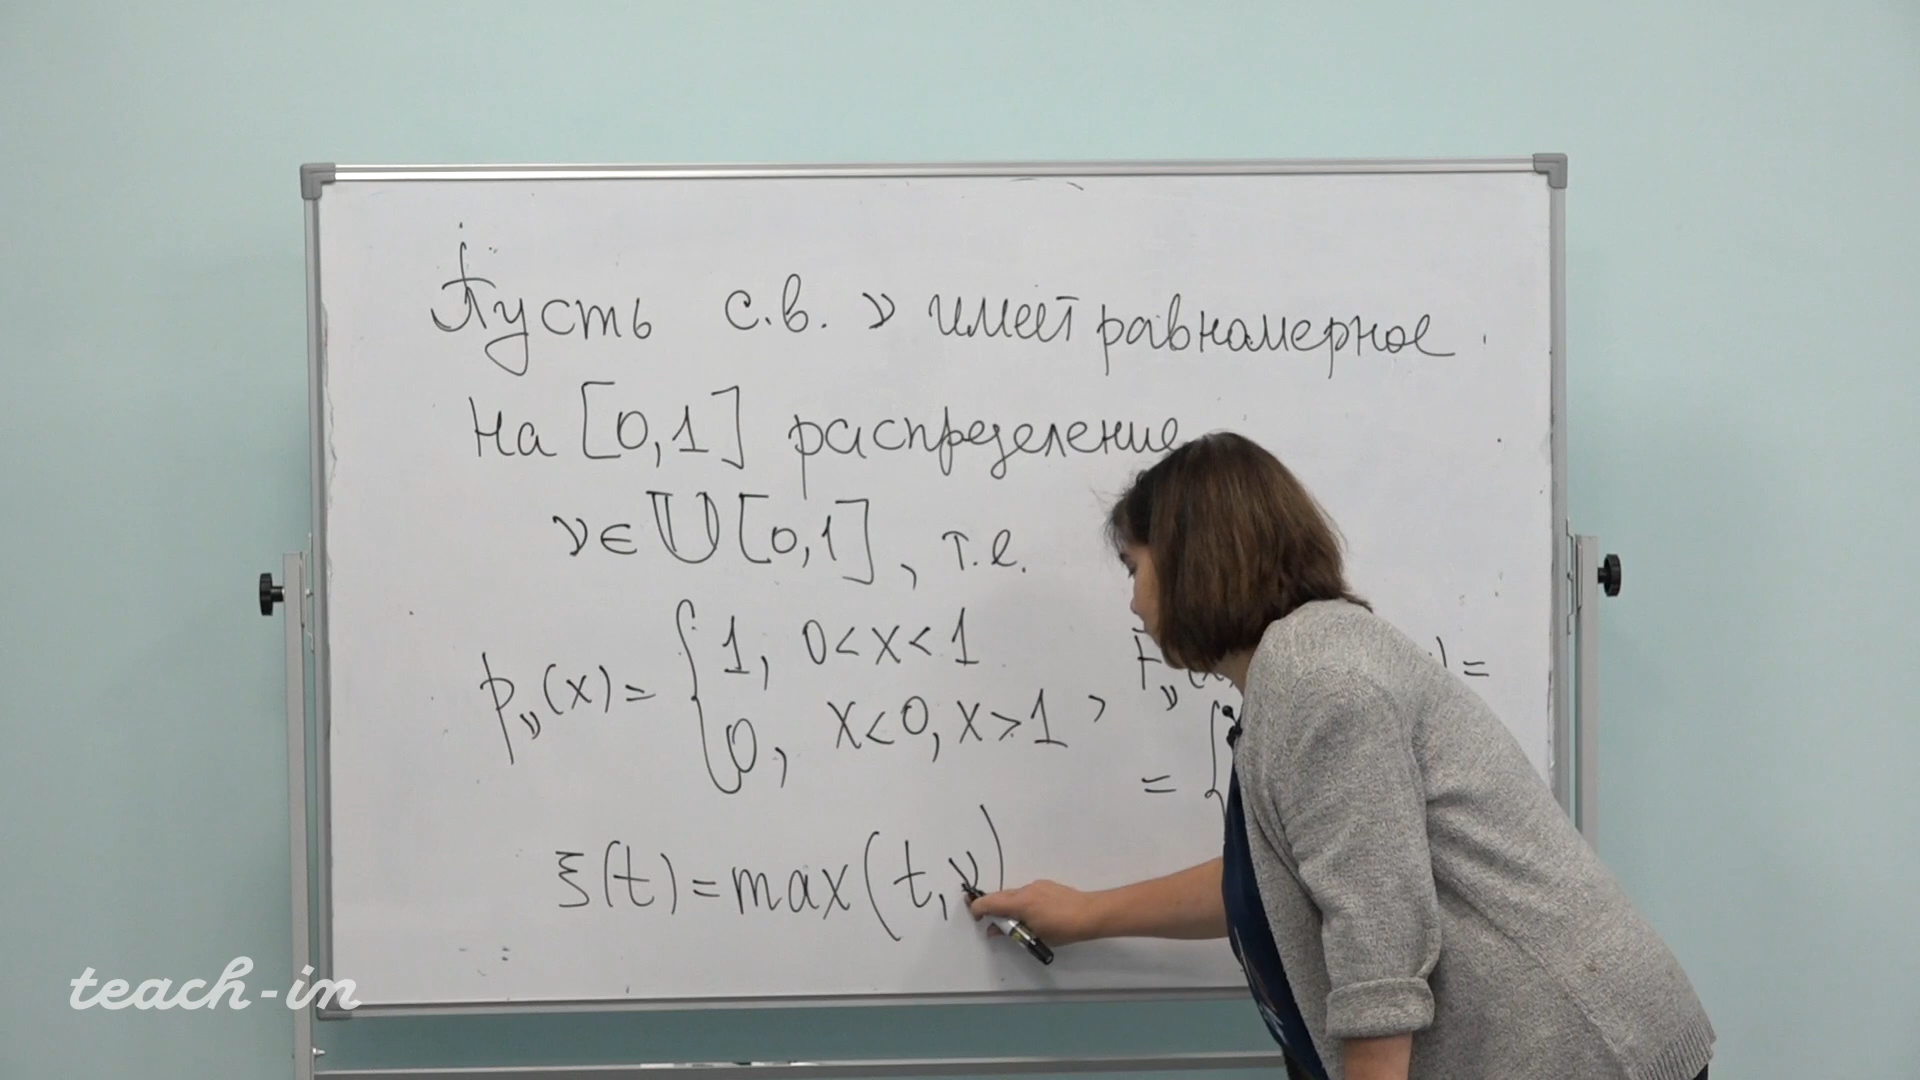 Пусть с.в. ν имеет равномерное
на [0,1] распределение
ν∈U[0,1], т.е.
p_ν(x) = { 1, 0<x<1
0, x<0, x>1 ,
F_ν(x
) =
= {
ξ(t) = max(t,ν)
teach-in